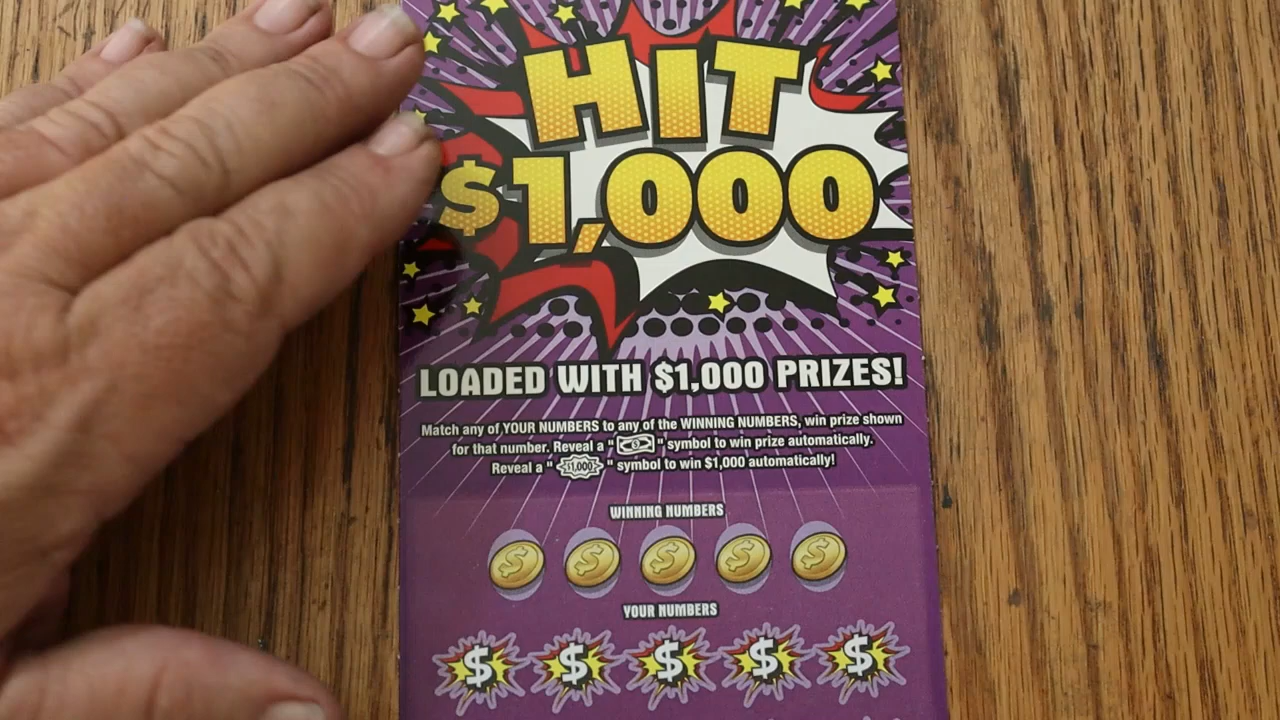 HIT
$1,000
LOADED WITH $1,000 PRIZES!
Match any of YOUR NUMBERS to any of the WINNING NUMBERS, win prize shown
for that number. Reveal a " $ " symbol to win prize automatically.
Reveal a " $1,000 " symbol to win $1,000 automatically!
WINNING NUMBERS
$ $ $ $ $
YOUR NUMBERS
$ $ $ $ $